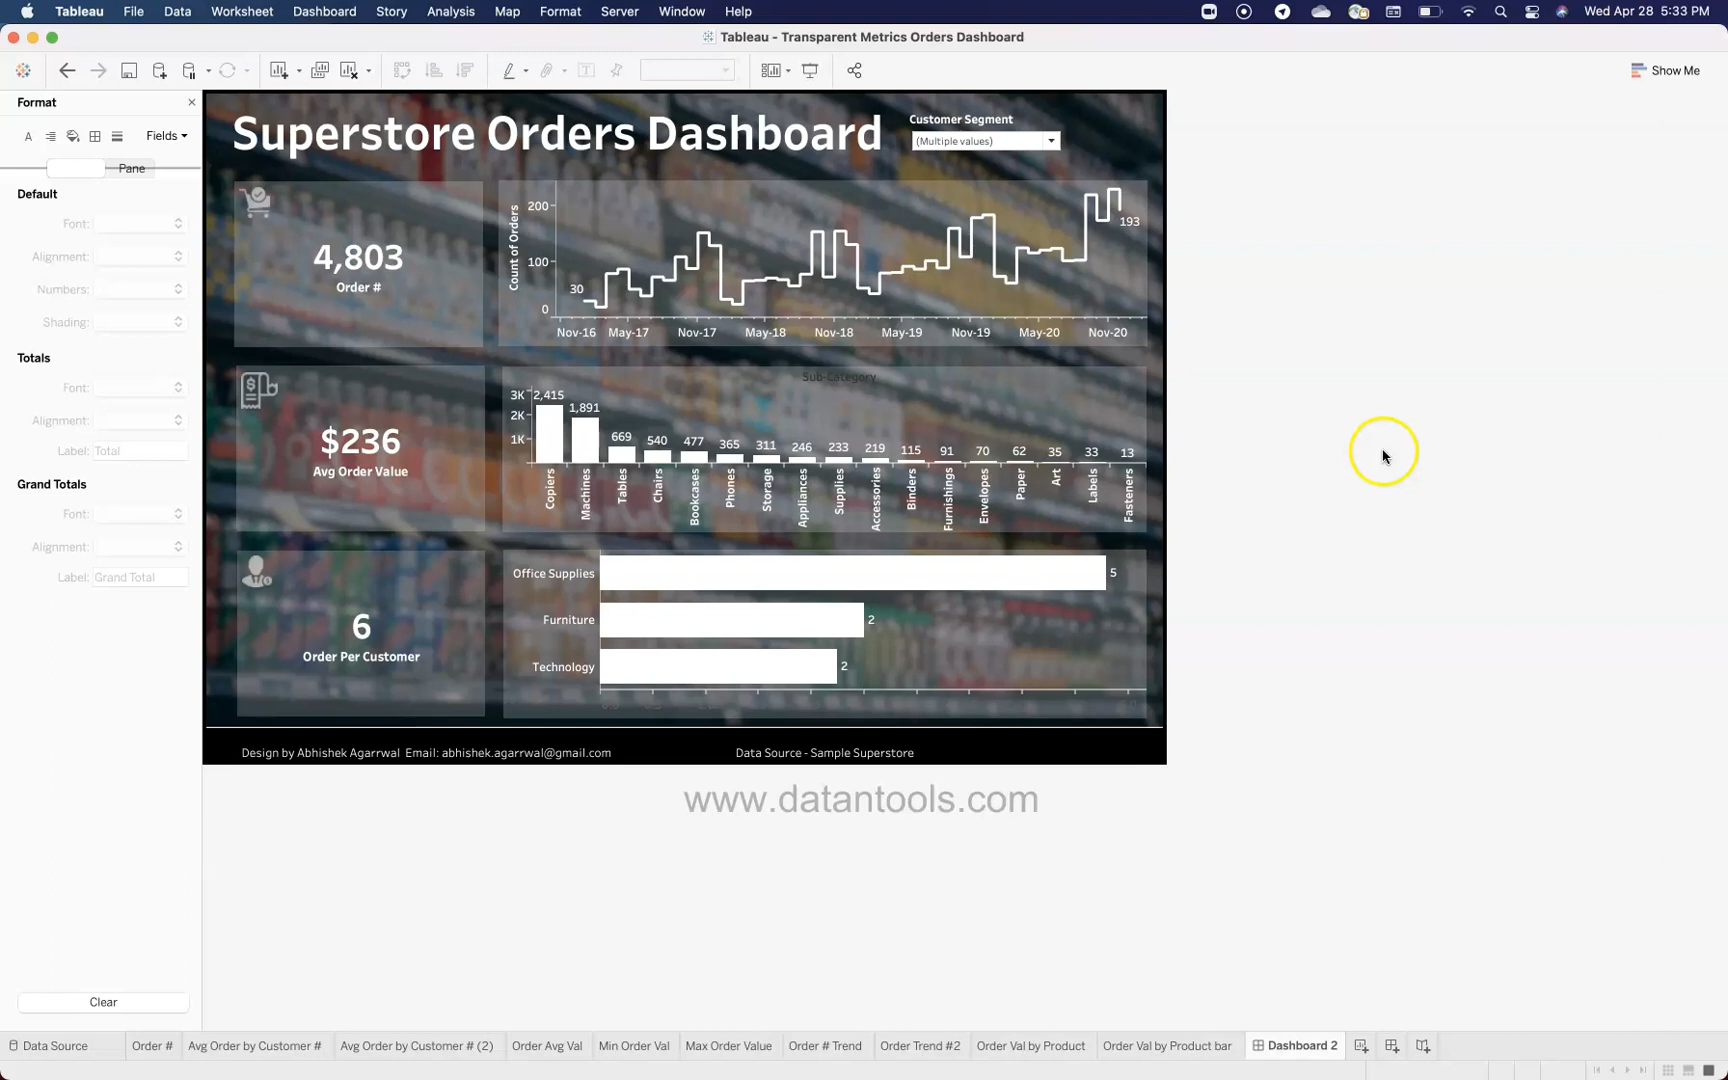 Tableau File Data Worksheet Dashboard Story Analysis Map Format Server Window Help Wed Apr 28 5:33 PM
Tableau - Transparent Metrics Orders Dashboard
Show Me
Format
Fields
Pane
Default
Font:
Alignment:
Numbers:
Shading:
Totals
Font:
Alignment:
Label: Total
Grand Totals
Font:
Alignment:
Label: Grand Total
Clear
Superstore Orders Dashboard
Customer Segment
(Multiple values)
4,803
Order #
Count of Orders
200
100
0
30
193
Nov-16 May-17 Nov-17 May-18 Nov-18 May-19 Nov-19 May-20 Nov-20
$236
Avg Order Value
Sub-Category
3K
2K
1K
2,415 1,891 669 540 477 365 311 246 233 219 115 91 70 62 35 33 13
Copiers Machines Tables Chairs Bookcases Phones Storage Appliances Supplies Accessories Binders Furnishings Envelopes Paper Art Labels Fasteners
6
Order Per Customer
Office Supplies 5
Furniture 2
Technology 2
Design by Abhishek Agarrwal Email: abhishek.agarrwal@gmail.com Data Source - Sample Superstore
www.datantools.com
Data Source Order # Avg Order by Customer # Avg Order by Customer # (2) Order Avg Val Min Order Val Max Order Value Order # Trend Order Trend #2 Order Val by Product Order Val by Product bar Dashboard 2